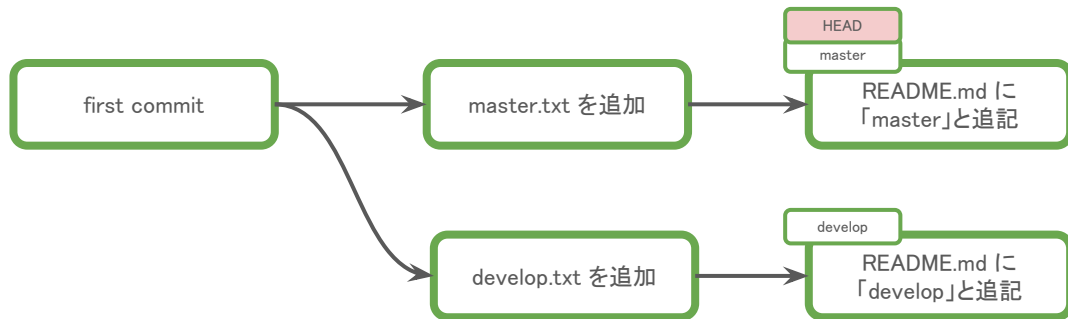 HEAD
master
first commit
master.txt を追加
README.md に
「master」と追記
develop
develop.txt を追加
README.md に
「develop」と追記